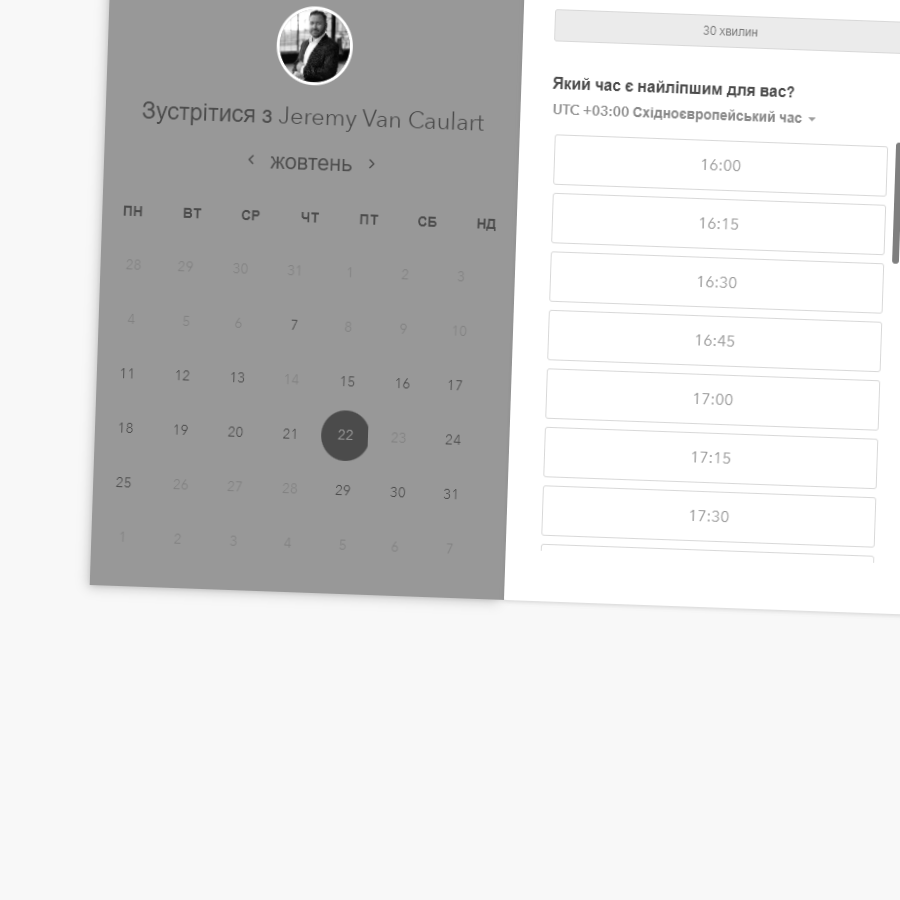 Зустрітися з Jeremy Van Caulart
‹ жовтень ›
ПН ВТ СР ЧТ ПТ СБ НД
28 29 30 31 1 2 3
4 5 6 7 8 9 10
11 12 13 14 15 16 17
18 19 20 21 22 23 24
25 26 27 28 29 30 31
1 2 3 4 5 6 7
30 хвилин
Який час є найліпшим для вас?
UTC +03:00 Східноєвропейський час
16:00
16:15
16:30
16:45
17:00
17:15
17:30